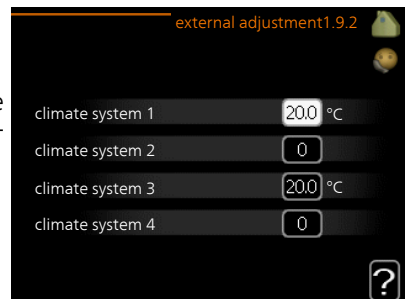 external adjustment1.9.2
climate system 1 20.0 °C
climate system 2 0
climate system 3 20.0 °C
climate system 4 0
?